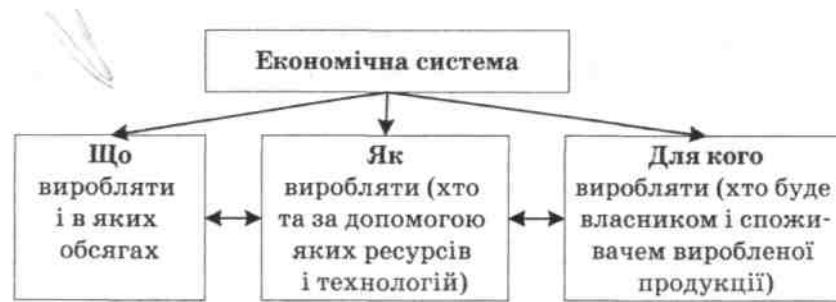 Економічна система
Що
виробляти
і в яких
обсягах
Як
виробляти (хто
та за допомогою
яких ресурсів
і технологій)
Для кого
виробляти (хто буде
власником і спожи-
вачем виробленої
продукції)